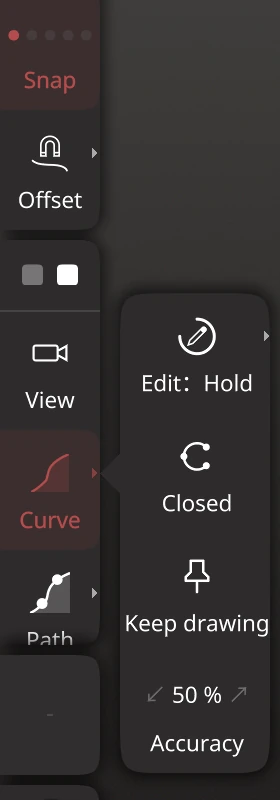 Snap
Offset
View
Curve
Path
-
Edit: Hold
Closed
Keep drawing
50 %
Accuracy